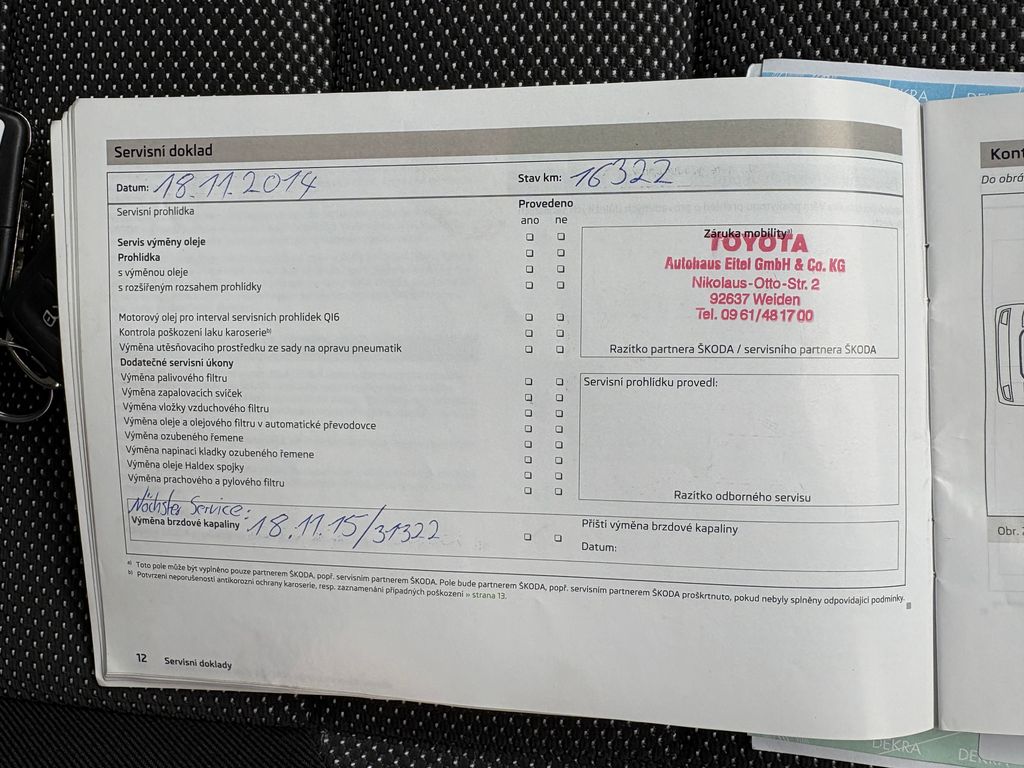 DEKRA
Servisní doklad
Datum: 18.11.2014
Stav km: 16322
Servisní prohlídka
Provedeno
ano ne
Servis výměny oleje
Prohlídka
s výměnou oleje
s rozšířeným rozsahem prohlídky
Motorový olej pro interval servisních prohlídek QI6
Kontrola poškození laku karoserieb)
Výměna utěsňovacího prostředku ze sady na opravu pneumatik
Dodatečné servisní úkony
Výměna palivového filtru
Výměna zapalovacích svíček
Výměna vložky vzduchového filtru
Výměna oleje a olejového filtru v automatické převodovce
Výměna ozubeného řemene
Výměna napínací kladky ozubeného řemene
Výměna oleje Haldex spojky
Výměna prachového a pylového filtru
Nächster Service:
Výměna brzdové kapaliny 18.11.15/31322
Záruka mobilitya)
TOYOTA
Autohaus Eitel GmbH & Co. KG
Nikolaus-Otto-Str. 2
92637 Weiden
Tel. 0961/48 17 00
Razítko partnera ŠKODA / servisního partnera ŠKODA
Servisní prohlídku provedl:
Razítko odborného servisu
Příští výměna brzdové kapaliny
Datum:
a) Toto pole může být vyplněno pouze partnerem ŠKODA, popř. servisním partnerem ŠKODA. Pole bude partnerem ŠKODA, popř. servisním partnerem ŠKODA proškrtnuto, pokud nebyly splněny odpovídající podmínky.
b) Potvrzení neporušenosti antikorozní ochrany karoserie, resp. zaznamenání případných poškození » strana 13.
12 Servisní doklady
Kont
Do obrá
Obr. 2
DEKRA